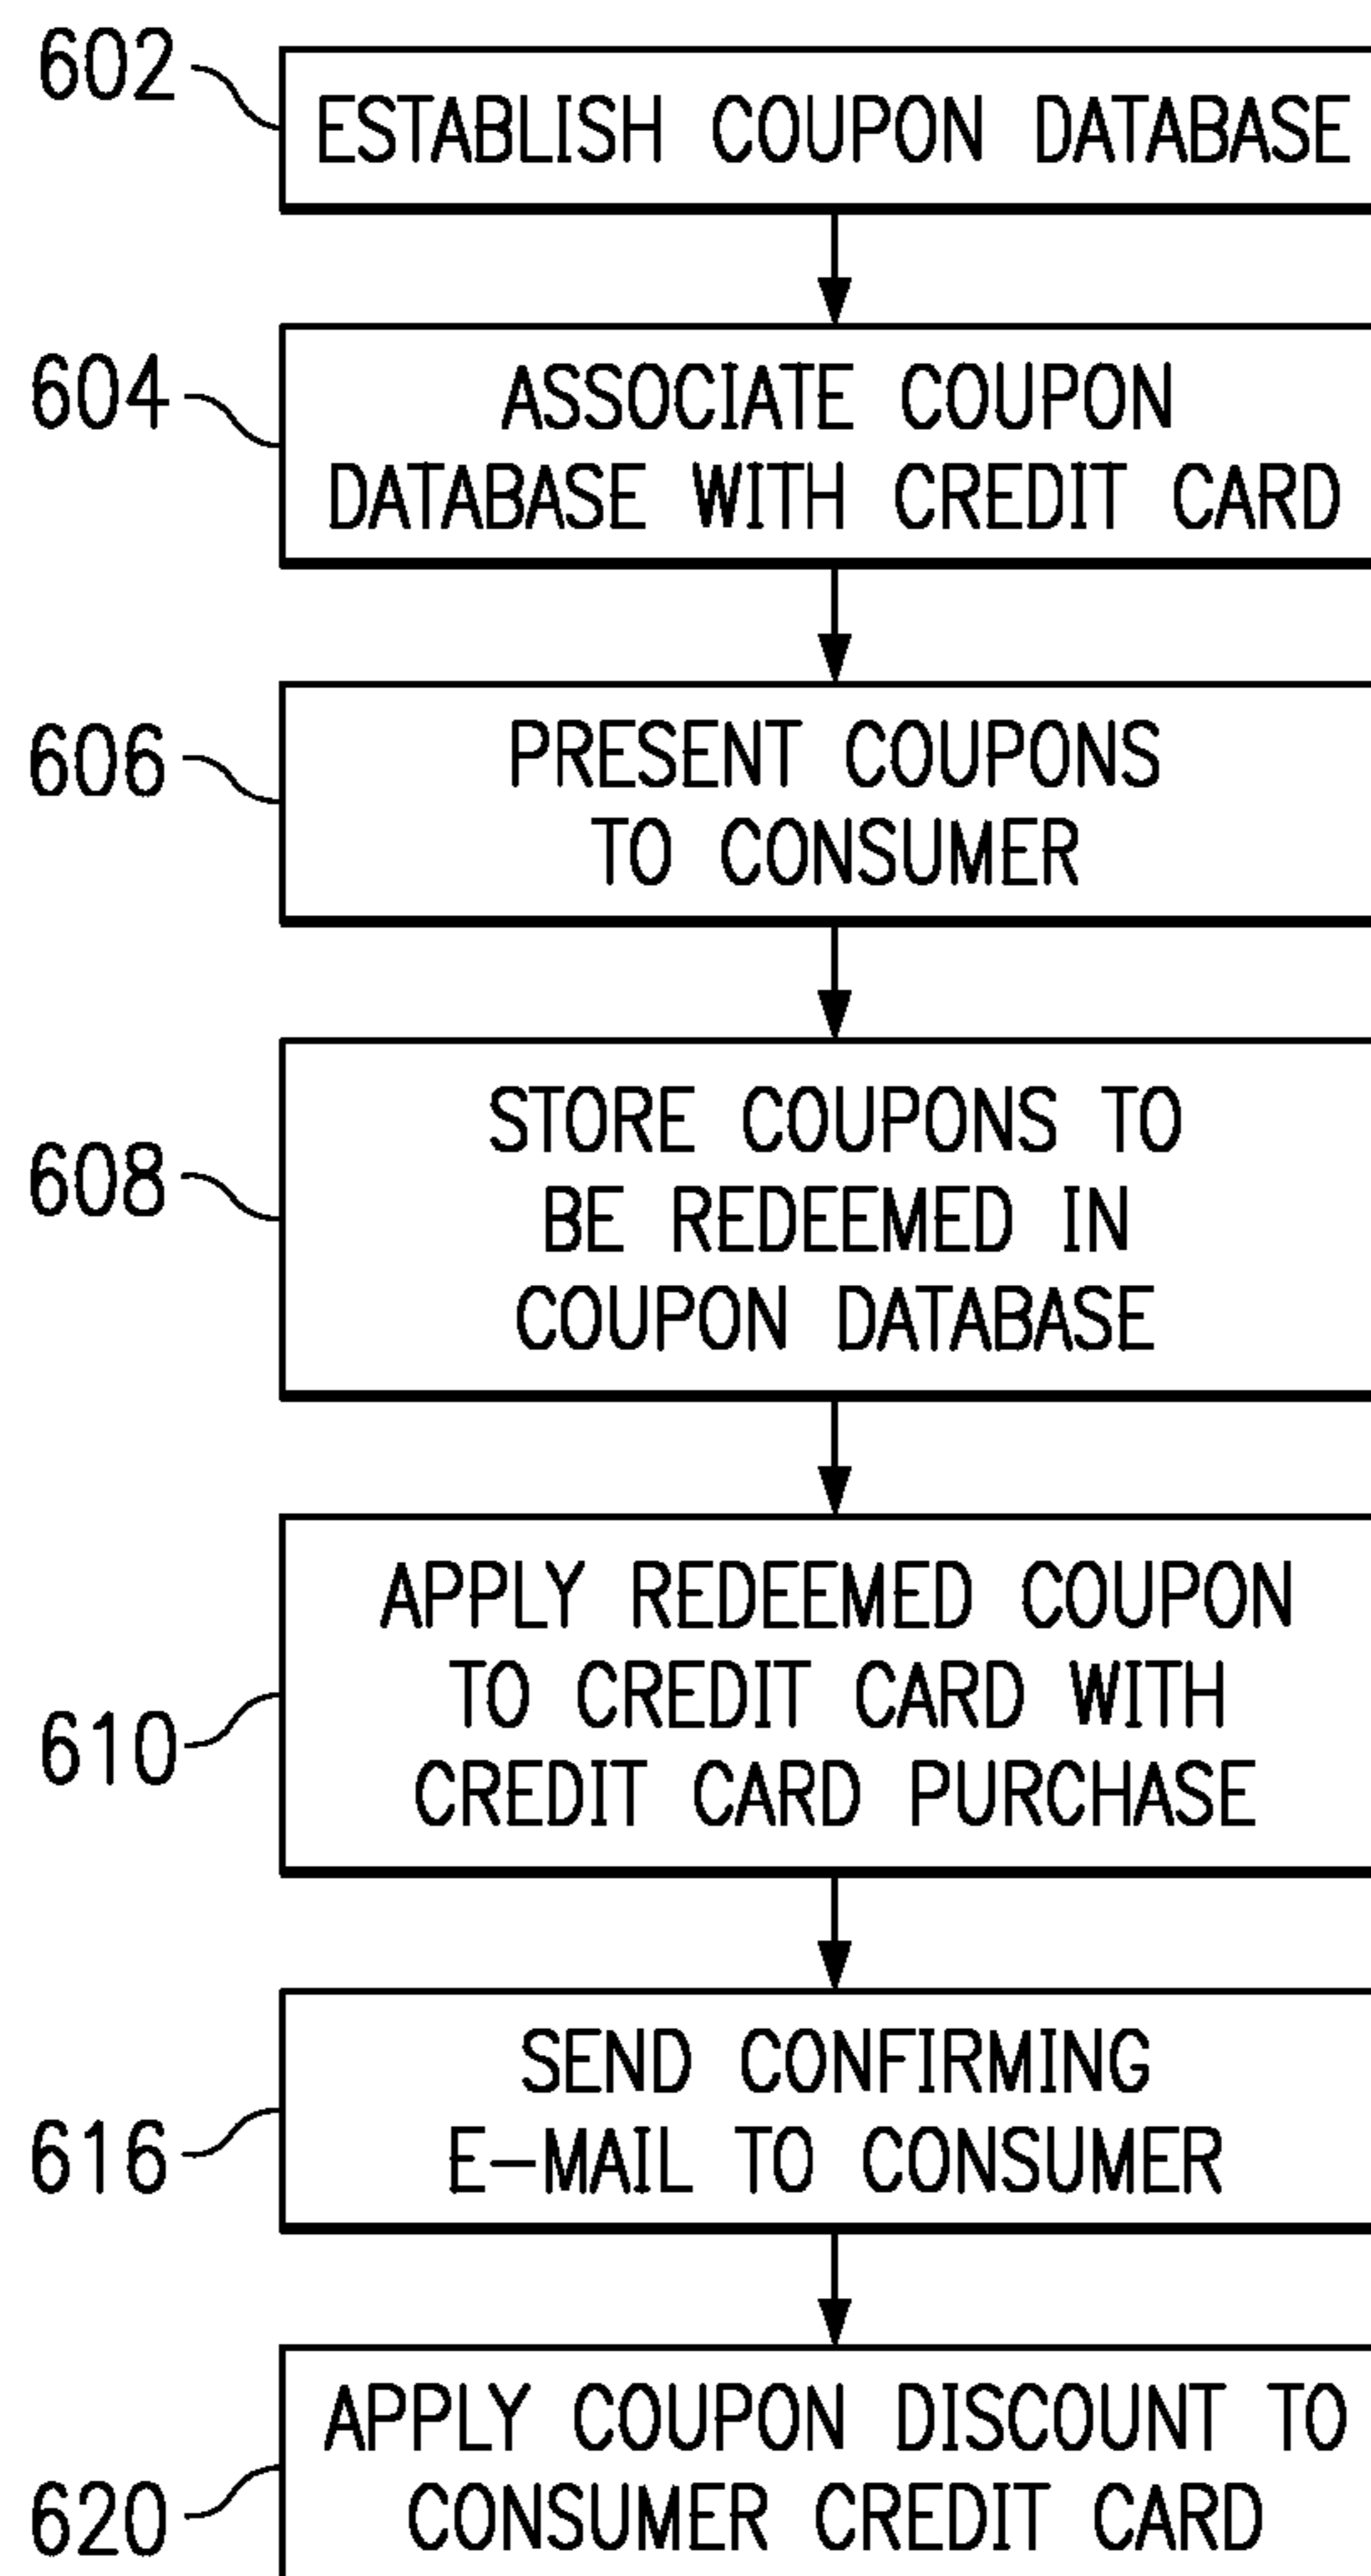 602
ESTABLISH COUPON DATABASE
604
ASSOCIATE COUPON
DATABASE WITH CREDIT CARD
606
PRESENT COUPONS
TO CONSUMER
608
STORE COUPONS TO
BE REDEEMED IN
COUPON DATABASE
610
APPLY REDEEMED COUPON
TO CREDIT CARD WITH
CREDIT CARD PURCHASE
616
SEND CONFIRMING
E-MAIL TO CONSUMER
620
APPLY COUPON DISCOUNT TO
CONSUMER CREDIT CARD